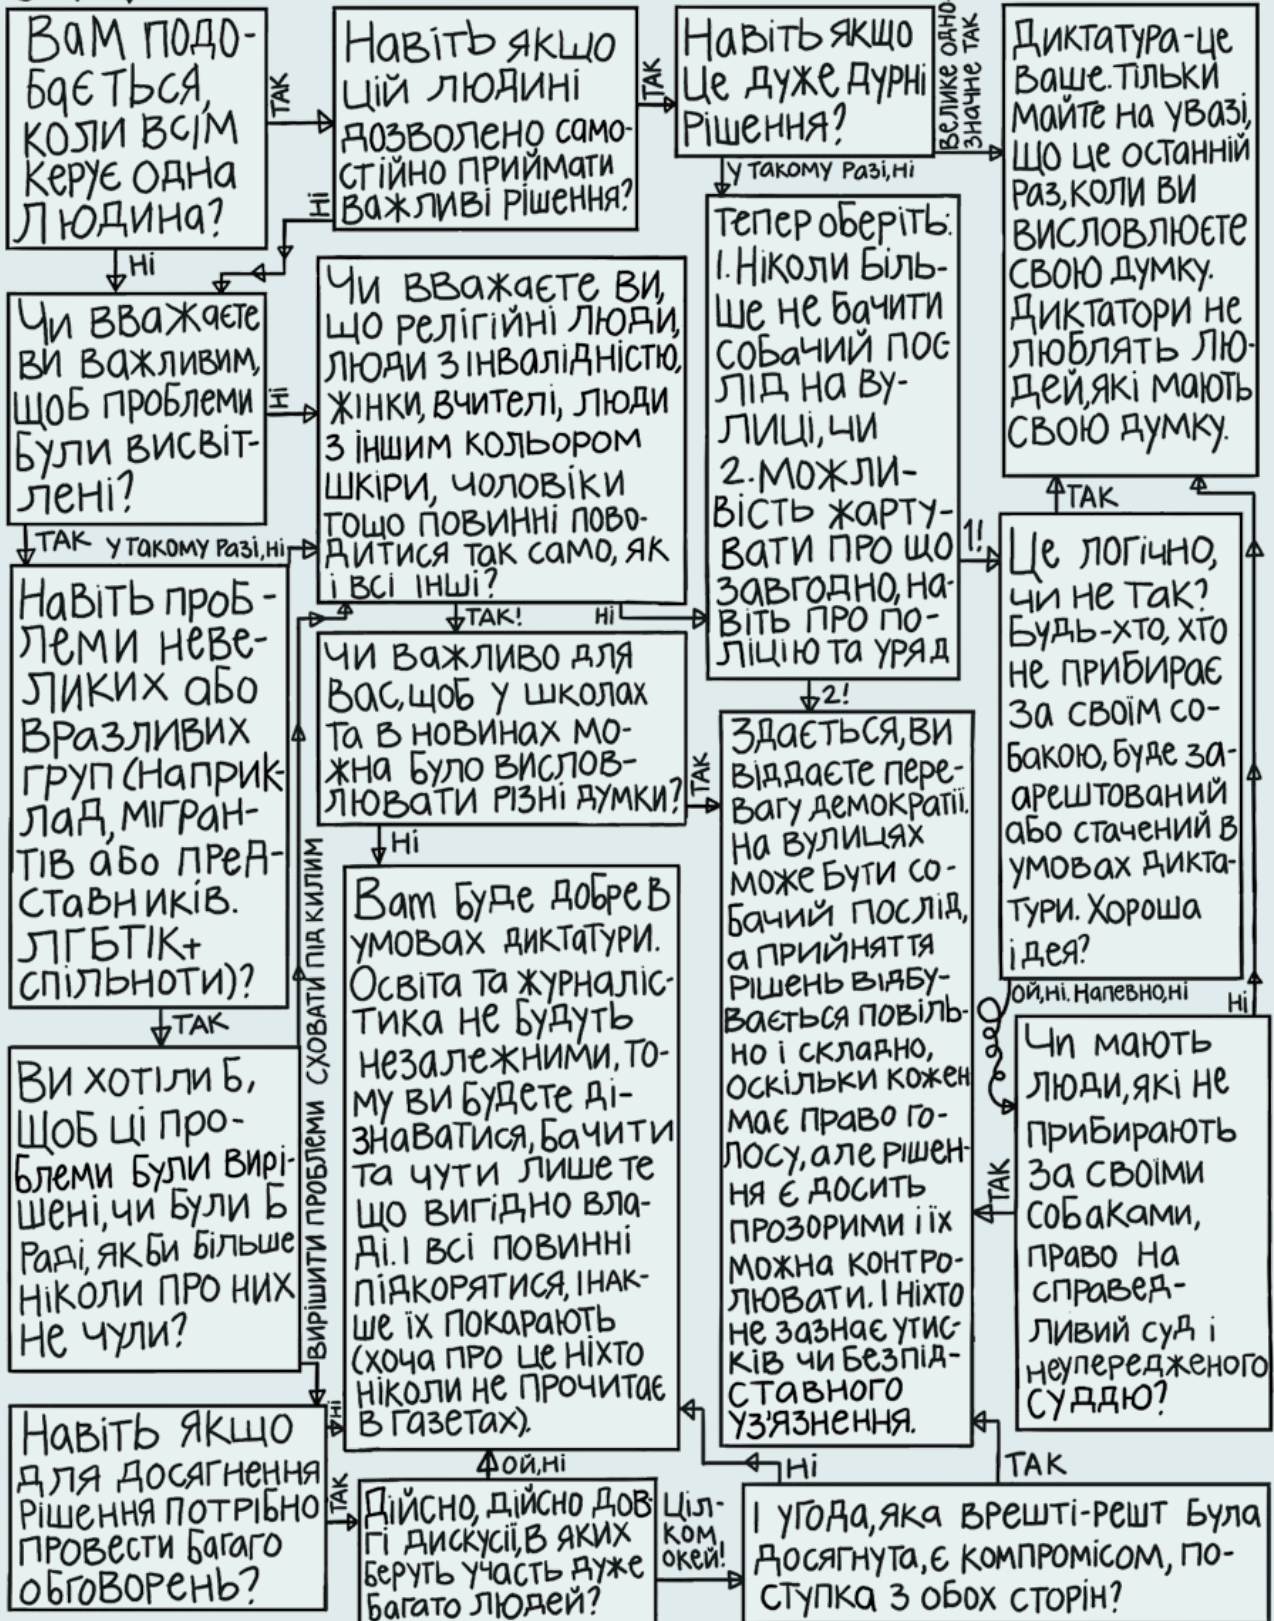 Вам подо-
бається,
коли всім
керує одна
людина?
ТАК
Ні
Навіть якщо
цій людині
дозволено само-
стійно приймати
важливі рішення?
ТАК
Ні
Навіть якщо
це дуже дурні
рішення?
ВЕЛИКЕ ОДНО-
ЗНАЧНЕ ТАК
У такому разі, ні
Диктатура-це
ваше. Тільки
майте на увазі,
що це останній
раз, коли ви
висловлюєте
свою думку.
Диктатори не
люблять лю-
дей, які мають
свою думку.
Чи вважаєте
ви важливим,
щоб проблеми
були висвіт-
лені?
Ні
ТАК
Чи вважаєте ви,
що релігійні люди,
люди з інвалідністю,
жінки, вчителі, люди
з іншим кольором
шкіри, чоловіки
тощо повинні пово-
дитися так само, як
і всі інші?
ТАК!
Ні
Тепер оберіть:
1. Ніколи біль-
ше не бачити
собачий пос-
лід на ву-
лиці, чи
2. Можли-
вість жарту-
вати про що
завгодно, на-
віть про по-
ліцію та уряд
1!
2!
У такому разі, ні
Навіть проб-
леми неве-
ликих або
вразливих
груп (наприк-
лад, мігран-
тів або пред-
ставників.
ЛГБТІК+
спільноти)?
ТАК
Чи важливо для
вас, щоб у школах
та в новинах мо-
жна було вислов-
лювати різні думки?
ТАК
Ні
Це логічно,
чи не так?
Будь-хто, хто
не прибирає
за своїм со-
бакою, буде за-
арештований
або стачений в
умовах дикта-
тури. Хороша
ідея?
ТАК
Ой, ні. Напевно, ні
Здається, ви
віддаєте пере-
вагу демократії.
На вулицях
може бути со-
бачий послід,
а прийняття
рішень відбу-
вається повіль-
но і складно,
оскільки кожен
має право го-
лосу, але рішен-
ня є досить
прозорими і їх
можна контро-
лювати. І ніхто
не зазнає утис-
ків чи безпід-
ставного
ув'язнення.
Вам буде добре в
умовах диктатури.
Освіта та журналіс-
тика не будуть
незалежними, то-
му ви будете ді-
знаватися, бачити
та чути лише те
що вигідно вла-
ді. І всі повинні
підкорятися, інак-
ше їх покарають
(хоча про це ніхто
ніколи не прочитає
в газетах).
Чи мають
люди, які не
прибирають
за своїми
собаками,
право на
справед-
ливий суд і
неупередженого
суддю?
Ні
ТАК
Ви хотіли б,
щоб ці про-
блеми були вирі-
шені, чи були б
раді, якби більше
ніколи про них
не чули?
ВИРІШИТИ ПРОБЛЕМИ
СХОВАТИ ПІД КИЛИМ
Навіть якщо
для досягнення
рішення потрібно
провести багаго
обговорень?
Ні
ТАК
Дійсно, дійсно дов-
гі дискусії, в яких
беруть участь дуже
багато людей?
Ой, ні
Ціл-
ком
окей!
І угода, яка врешті-решт була
досягнута, є компромісом, по-
ступка з обох сторін?
Ні
ТАК